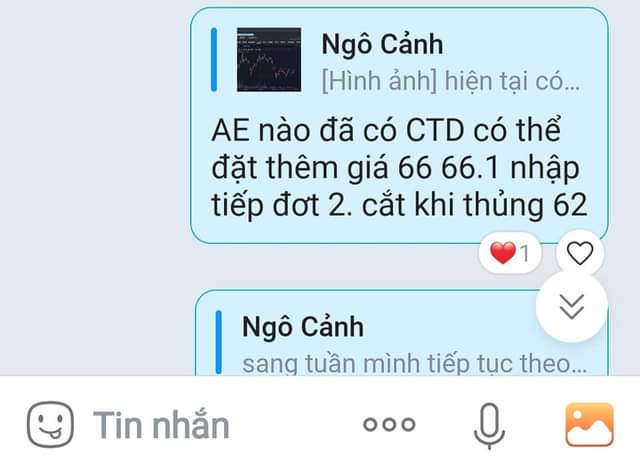 Ngô Cảnh
[Hình ảnh] hiện tại có...
AE nào đã có CTD có thể
đặt thêm giá 66 66.1 nhập
tiếp đơt 2. cắt khi thủng 62
1
Ngô Cảnh
sang tuần mình tiếp tục theo...
Tin nhắn